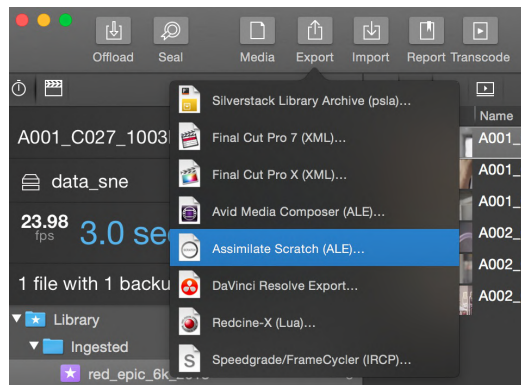 Offload Seal Media Export Import Report Transcode
Name
Silverstack Library Archive (psla)...
A001_C027_1003
Final Cut Pro 7 (XML)...
A001_
Final Cut Pro X (XML)...
A001_
data_sne
Avid Media Composer (ALE)...
A001_
23.98
fps
3.0 se
A002_
Assimilate Scratch (ALE)...
A002_
1 file with 1 backu
DaVinci Resolve Export...
A002_
Library
Redcine-X (Lua)...
Ingested
S
Speedgrade/FrameCycler (IRCP)...
red_epic_6k_